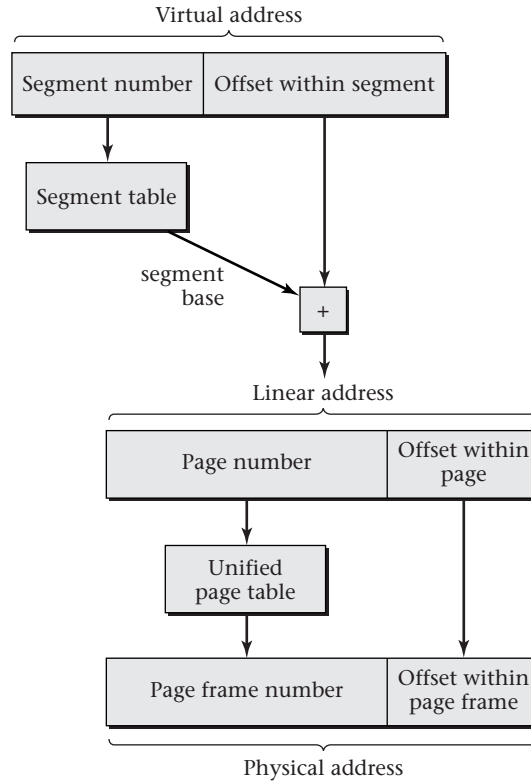 Virtual address
Segment number
Offset within segment
Segment table
segment
base
+
Linear address
Page number
Offset within
page
Unified
page table
Page frame number
Offset within
page frame
Physical address